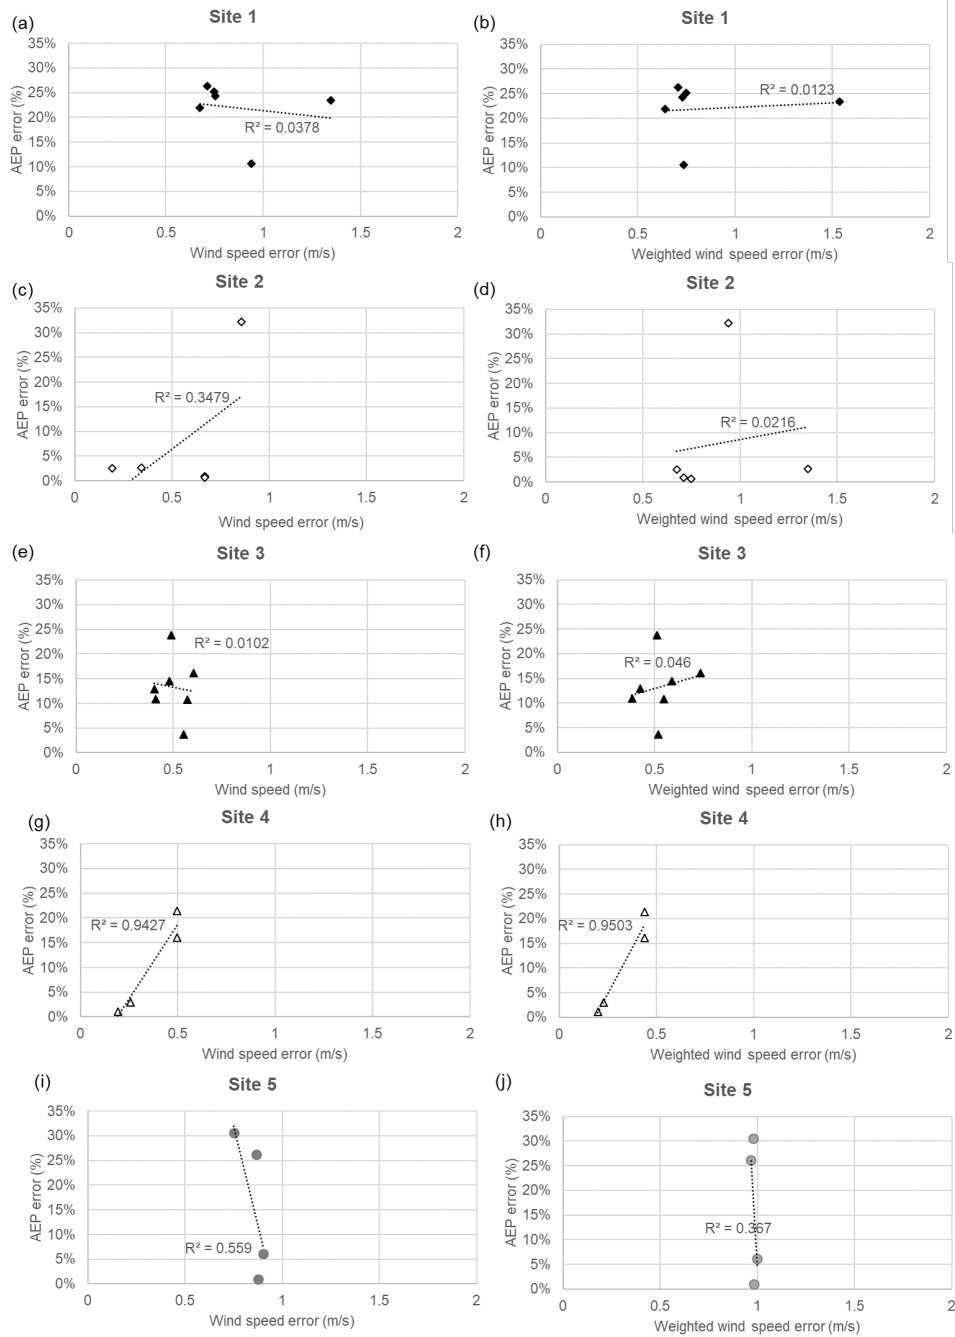 (a)
Site 1
35%
30%
25%
20%
15%
10%
5%
0%
AEP error (%)
R² = 0.0378
0 0.5 1 1.5 2
Wind speed error (m/s)
(b)
Site 1
35%
30%
25%
20%
15%
10%
5%
0%
AEP error (%)
R² = 0.0123
0 0.5 1 1.5 2
Weighted wind speed error (m/s)
(c)
Site 2
35%
30%
25%
20%
15%
10%
5%
0%
AEP error (%)
R² = 0.3479
0 0.5 1 1.5 2
Wind speed error (m/s)
(d)
Site 2
35%
30%
25%
20%
15%
10%
5%
0%
AEP error (%)
R² = 0.0216
0 0.5 1 1.5 2
Weighted wind speed error (m/s)
(e)
Site 3
35%
30%
25%
20%
15%
10%
5%
0%
AEP error (%)
R² = 0.0102
0 0.5 1 1.5 2
Wind speed (m/s)
(f)
Site 3
35%
30%
25%
20%
15%
10%
5%
0%
AEP error (%)
R² = 0.046
0 0.5 1 1.5 2
Weighted wind speed error (m/s)
(g)
Site 4
35%
30%
25%
20%
15%
10%
5%
0%
AEP error (%)
R² = 0.9427
0 0.5 1 1.5 2
Wind speed error (m/s)
(h)
Site 4
35%
30%
25%
20%
15%
10%
5%
0%
AEP error (%)
R² = 0.9503
0 0.5 1 1.5 2
Weighted wind speed error (m/s)
(i)
Site 5
35%
30%
25%
20%
15%
10%
5%
0%
AEP error (%)
R² = 0.559
0 0.5 1 1.5 2
Wind speed error (m/s)
(j)
Site 5
35%
30%
25%
20%
15%
10%
5%
0%
AEP error (%)
R² = 0.367
0 0.5 1 1.5 2
Weighted wind speed error (m/s)